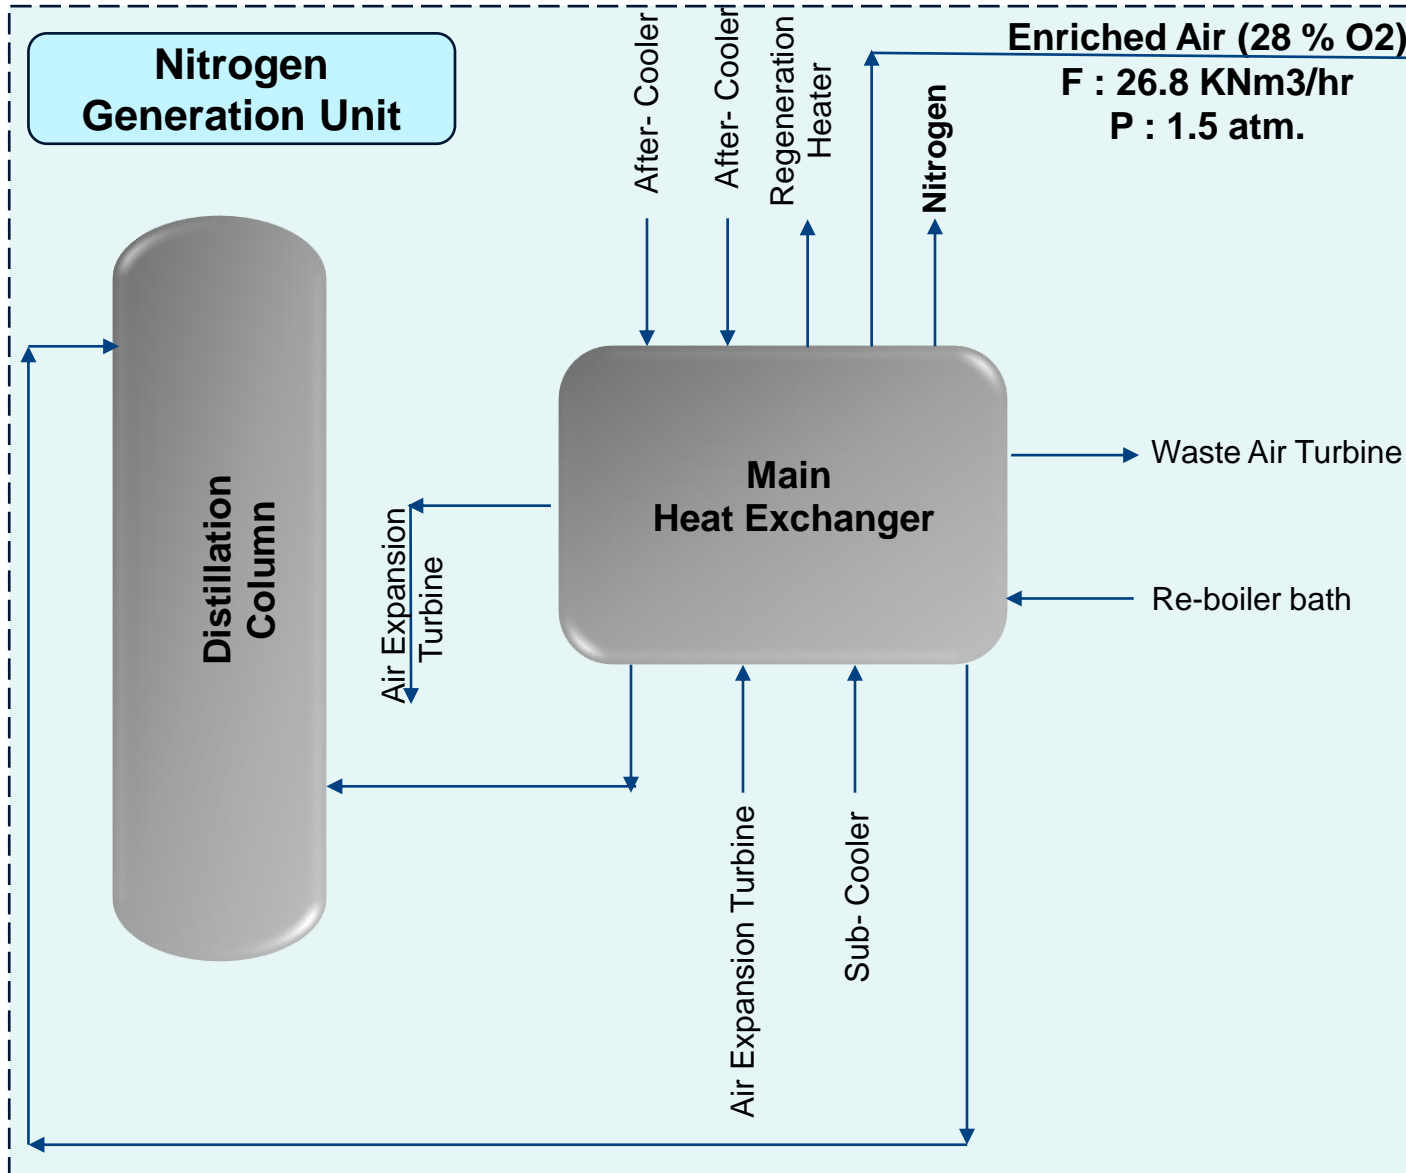 Nitrogen
Generation Unit
After- Cooler
After- Cooler
Regeneration
Heater
Nitrogen
Enriched Air (28 % O2)
F : 26.8 KNm3/hr
P : 1.5 atm.
Distillation
Column
Air Expansion
Turbine
Main
Heat Exchanger
Waste Air Turbine
Re-boiler bath
Air Expansion Turbine
Sub- Cooler